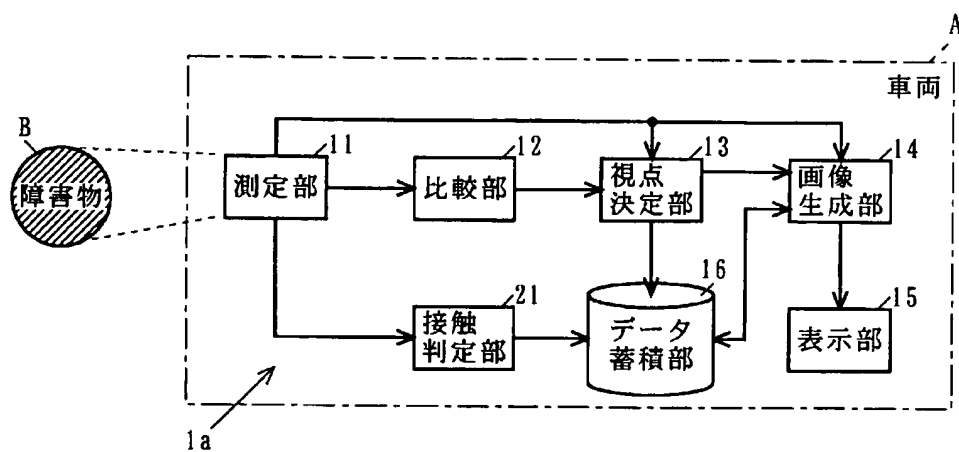 A
車両
B
障害物
11
測定部
12
比較部
13
視点
決定部
14
画像
生成部
21
接触
判定部
16
データ
蓄積部
15
表示部
1a